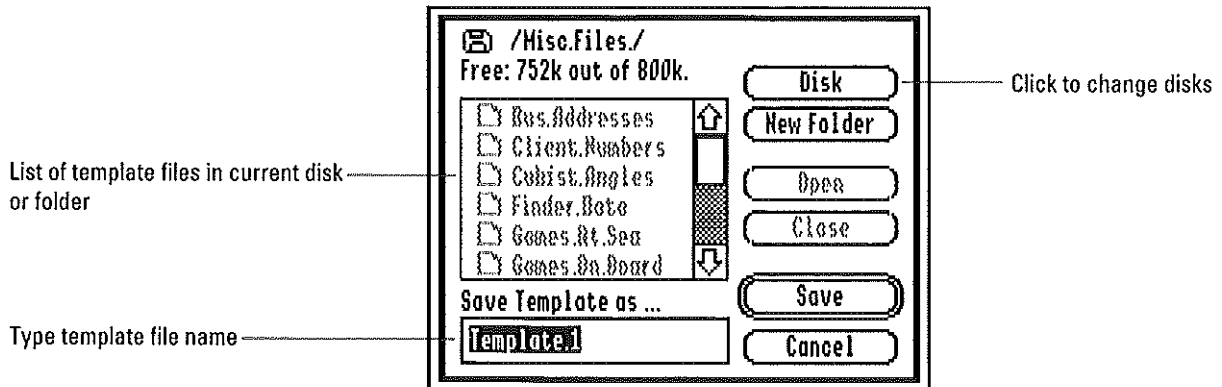 /Misc.Files./
Free: 752k out of 800k.
Disk
Click to change disks
New Folder
Bus.Addresses
Client.Numbers
Cubist.Angles
Finder.Data
Games.At.Sea
Games.On.Board
Open
Close
List of template files in current disk
or folder
Save Template as ...
Save
Type template file name
Template.1
Cancel